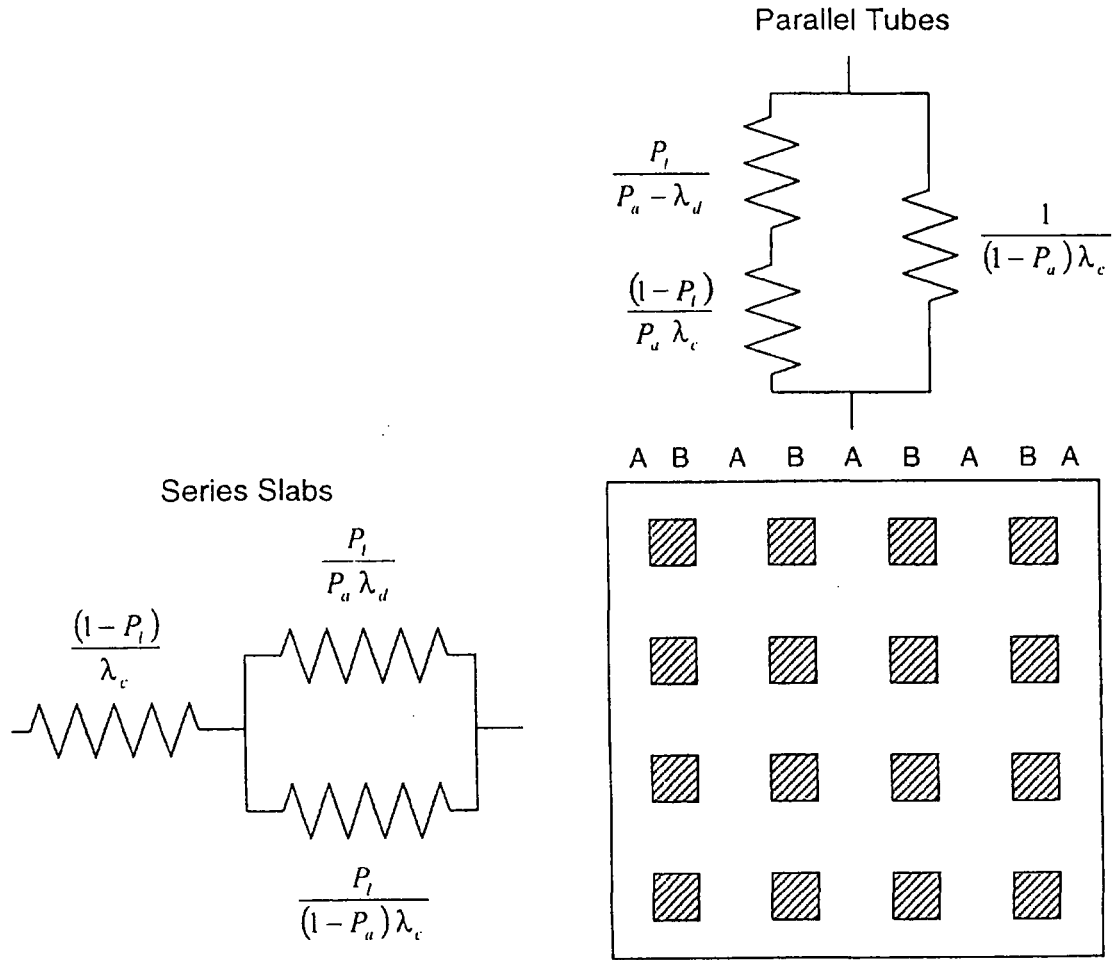 Parallel Tubes
P_l / (P_a − λ_d)
(1 − P_l) / (P_a λ_c)
1 / ((1 − P_a) λ_c)
A B A B A B A B A
Series Slabs
(1 − P_l) / λ_c
P_l / (P_a λ_d)
P_l / ((1 − P_a) λ_c)